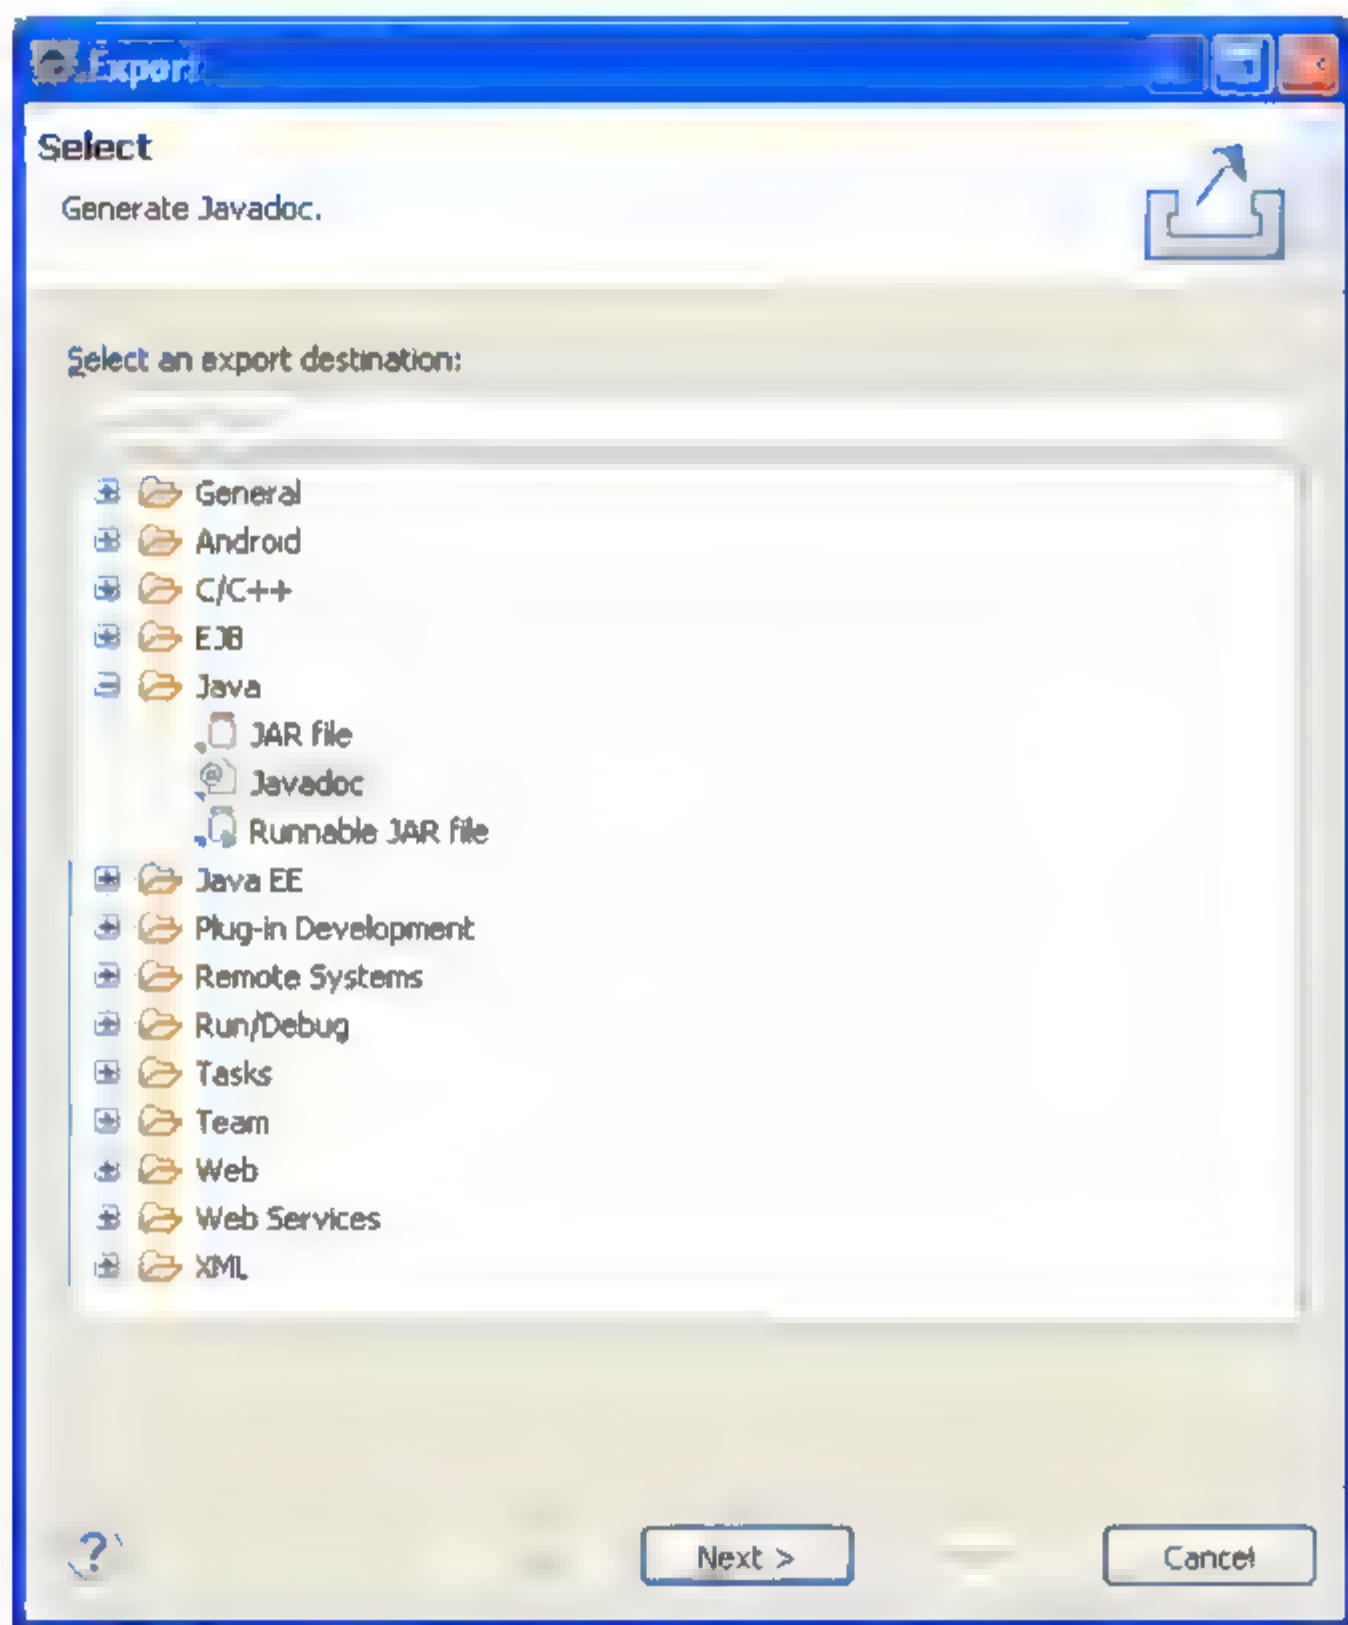 Export
Select
Generate Javadoc.
Select an export destination:
General
Android
C/C++
EJB
Java
JAR file
Javadoc
Runnable JAR file
Java EE
Plug-in Development
Remote Systems
Run/Debug
Tasks
Team
Web
Web Services
XML
?
Next >
Cancel